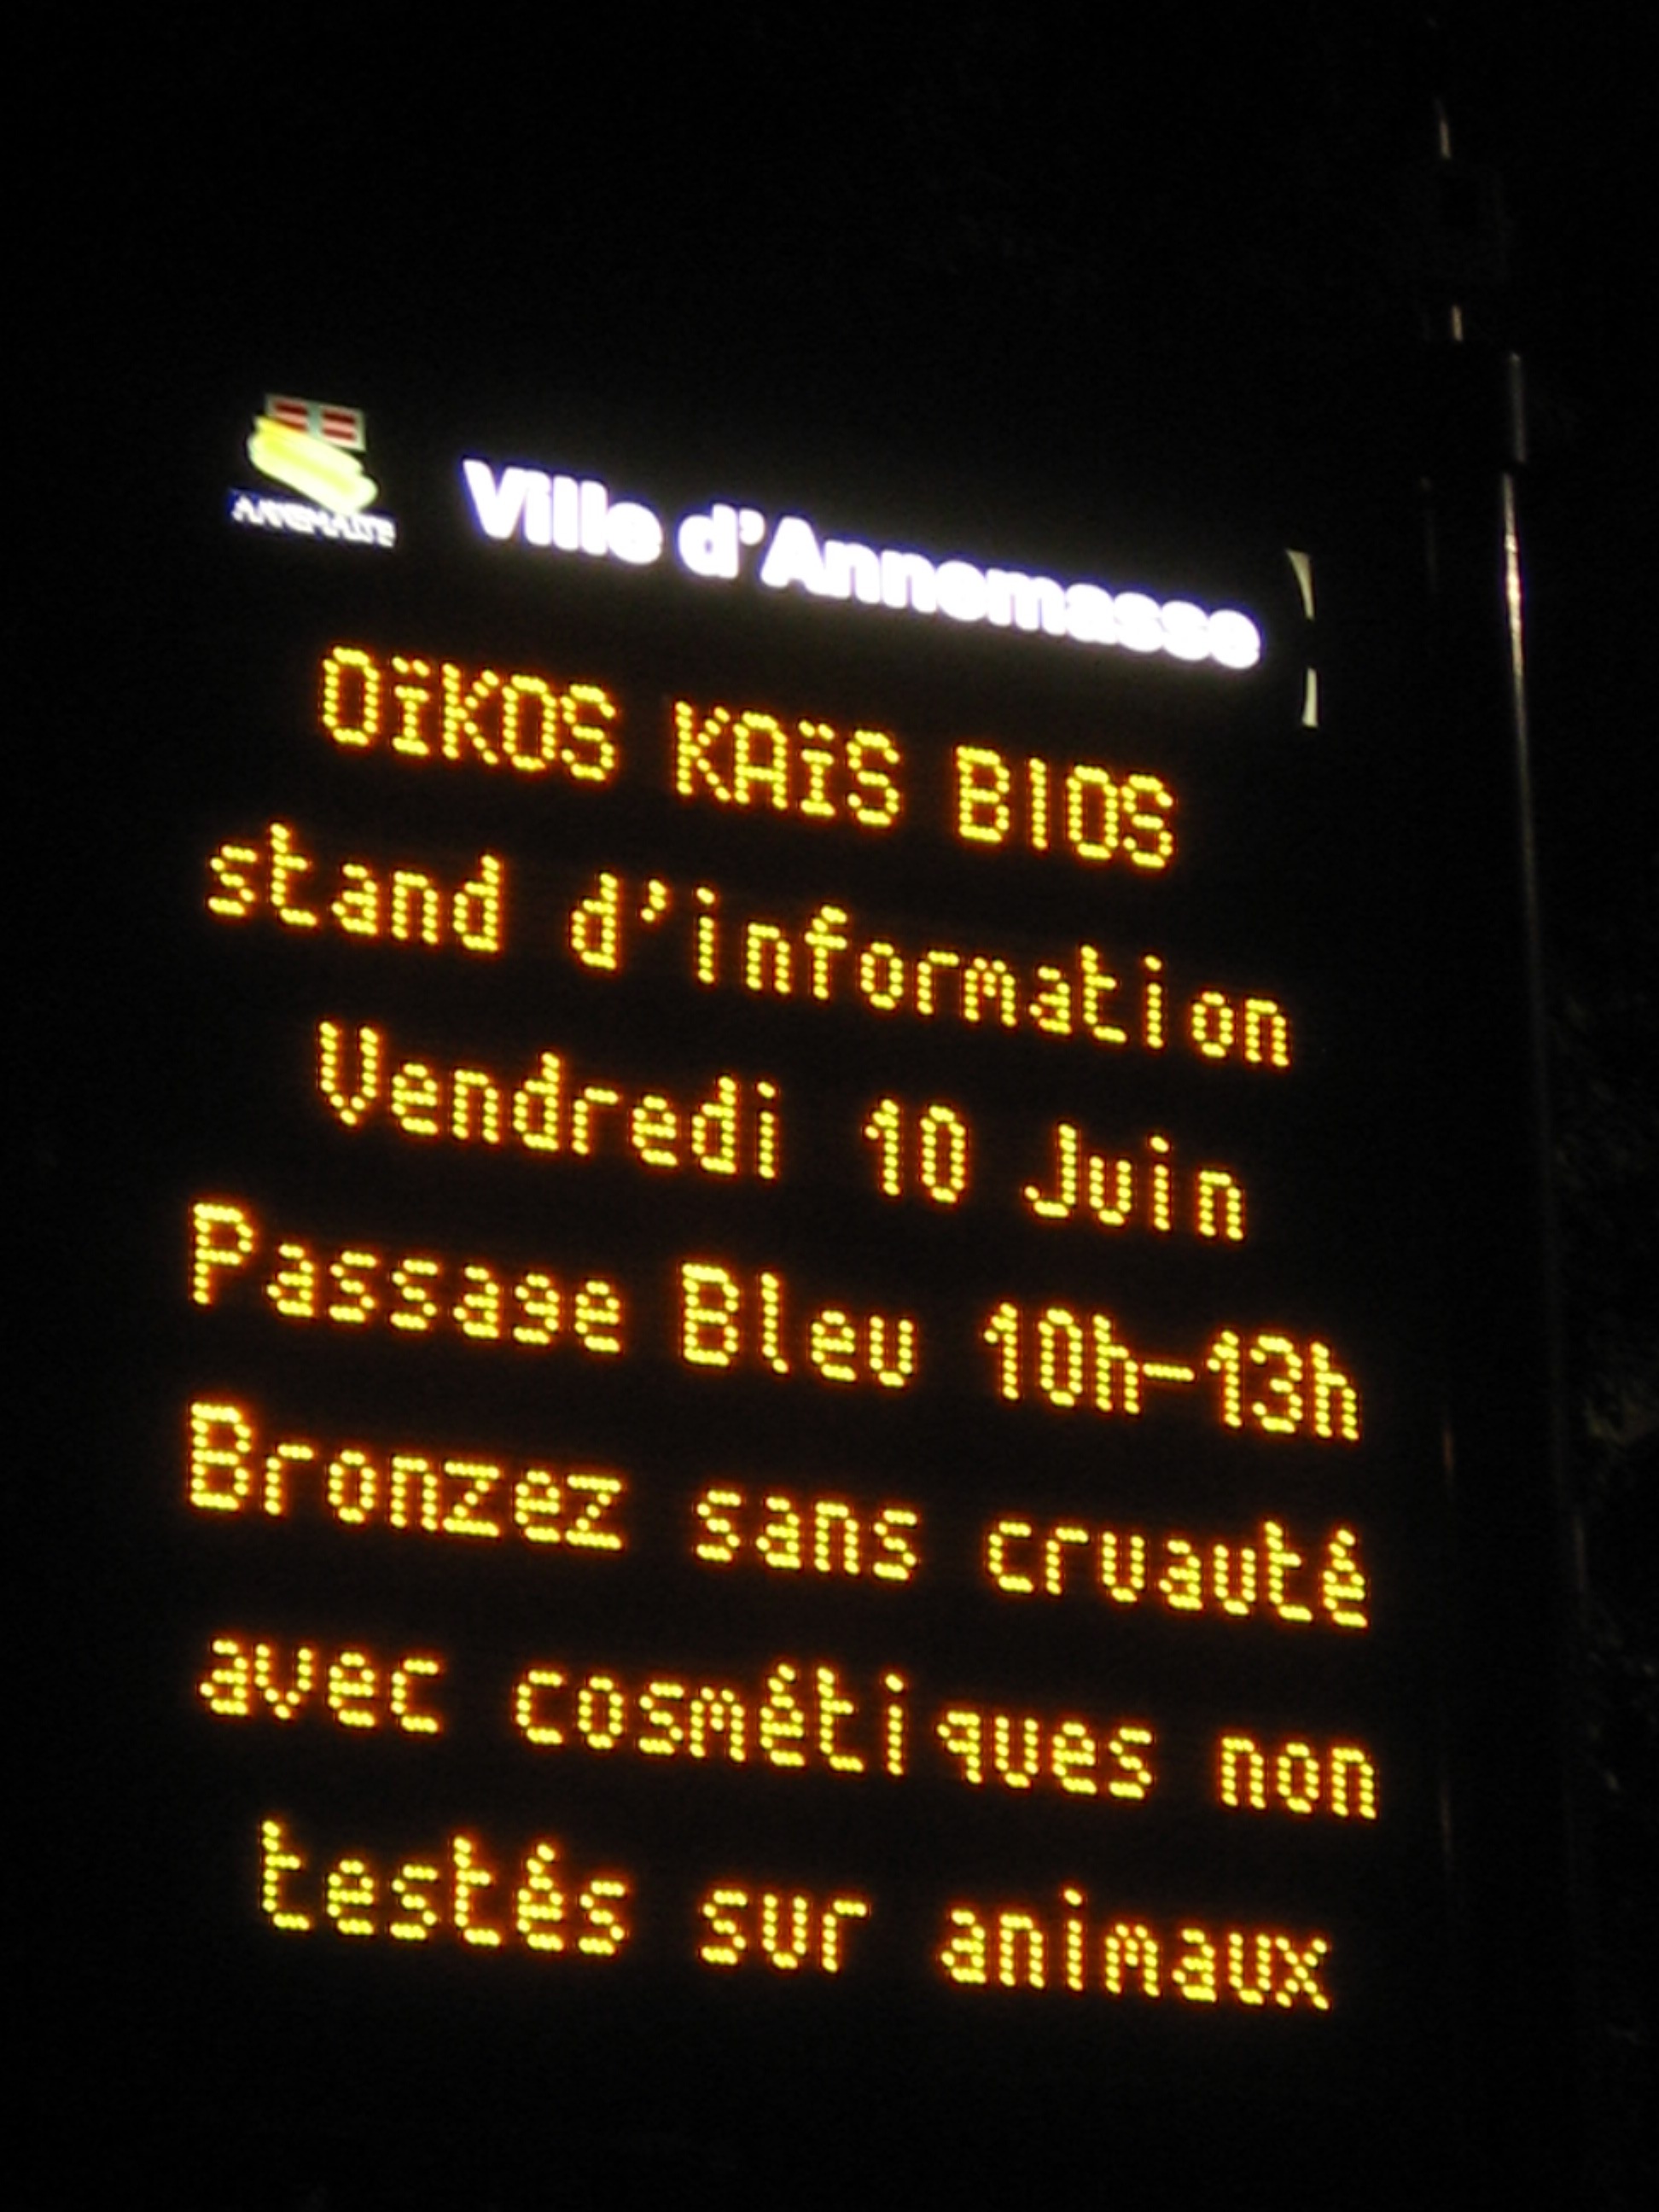 Ville d'Annemasse
OïKOS KAïS BIOS
stand d'information
Vendredi 10 Juin
Passage Bleu 10h-13h
Bronzez sans cruauté
avec cosmétiques non
testés sur animaux